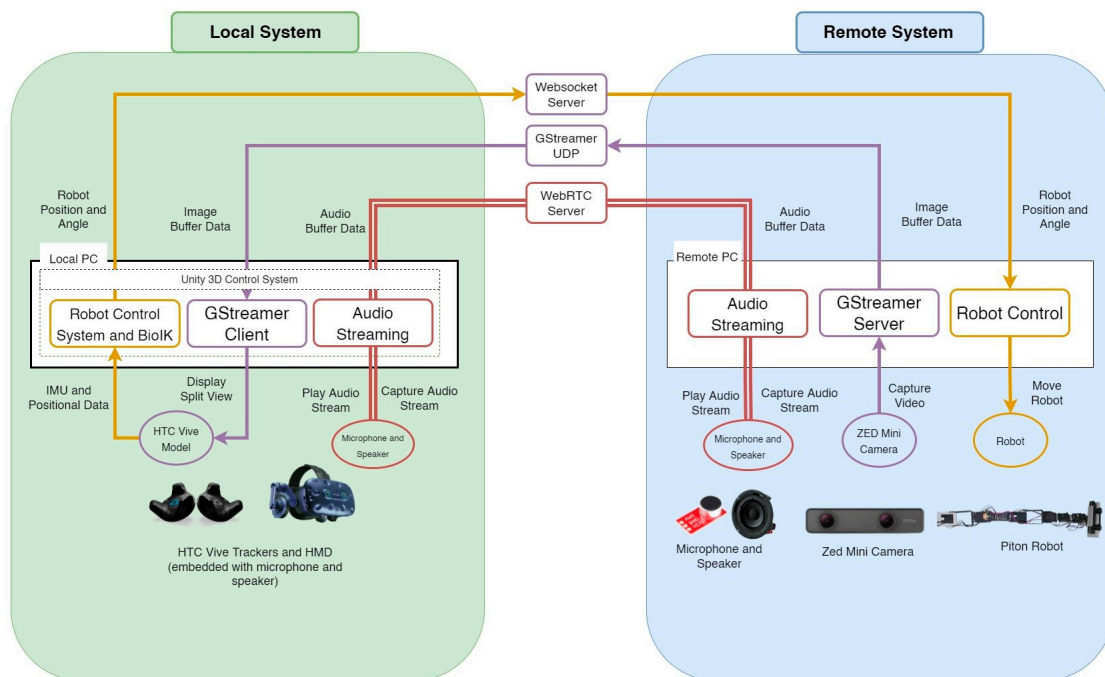 Local System
Remote System
Websocket
Server
GStreamer
UDP
WebRTC
Server
Robot
Position and
Angle
Image
Buffer Data
Audio
Buffer Data
Audio
Buffer Data
Image
Buffer Data
Robot
Position and
Angle
Local PC
Unity 3D Control System
Robot Control
System and BioIK
GStreamer
Client
Audio
Streaming
Remote PC
Audio
Streaming
GStreamer
Server
Robot Control
IMU and
Positional Data
Display
Split View
Play Audio
Stream
Capture Audio
Stream
Play Audio
Stream
Capture Audio
Stream
Capture
Video
Move
Robot
HTC Vive
Model
Microphone and
Speaker
Microphone and
Speaker
ZED Mini
Camera
Robot
HTC Vive Trackers and HMD
(embedded with microphone and
speaker)
Microphone and
Speaker
Zed Mini Camera
Piton Robot